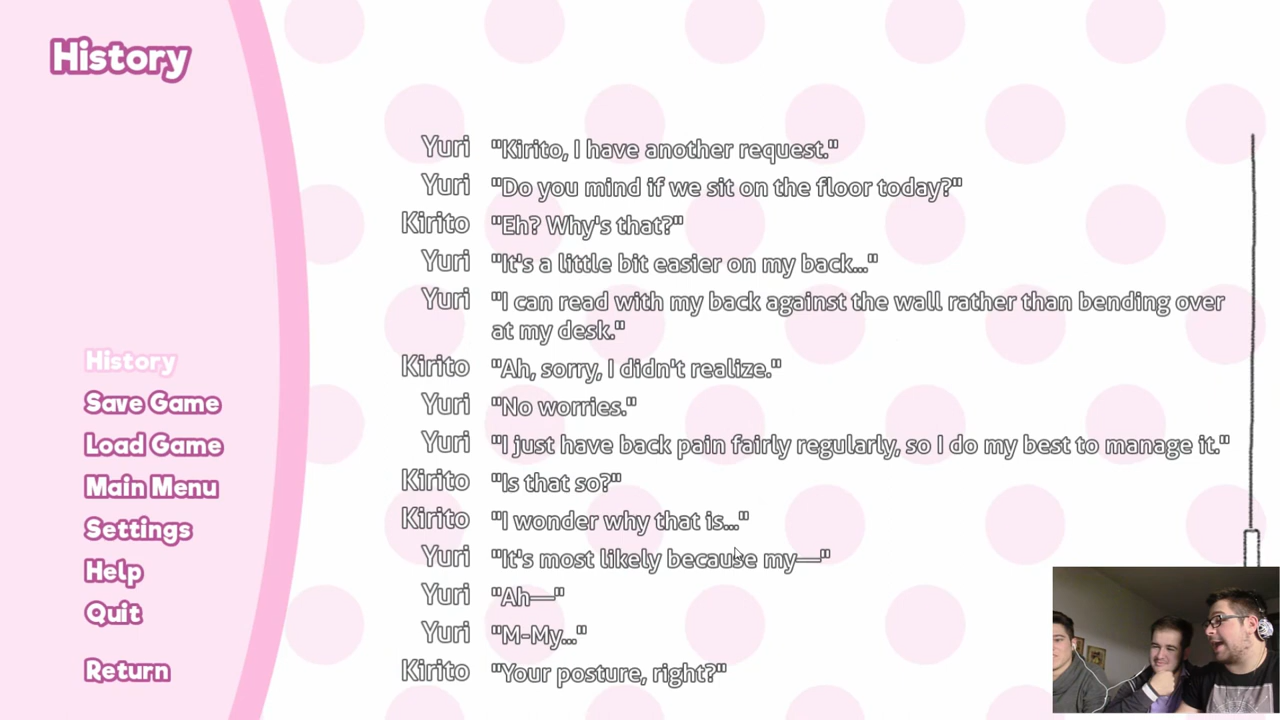 History
Yuri "Kirito, I have another request."
Yuri "Do you mind if we sit on the floor today?"
Kirito "Eh? Why's that?"
Yuri "It's a little bit easier on my back..."
Yuri "I can read with my back against the wall rather than bending over
at my desk."
Kirito "Ah, sorry, I didn't realize."
Yuri "No worries."
Yuri "I just have back pain fairly regularly, so I do my best to manage it."
Kirito "Is that so?"
Kirito "I wonder why that is..."
Yuri "It's most likely because my—"
Yuri "Ah—"
Yuri "M-My..."
Kirito "Your posture, right?"
History
Save Game
Load Game
Main Menu
Settings
Help
Quit
Return